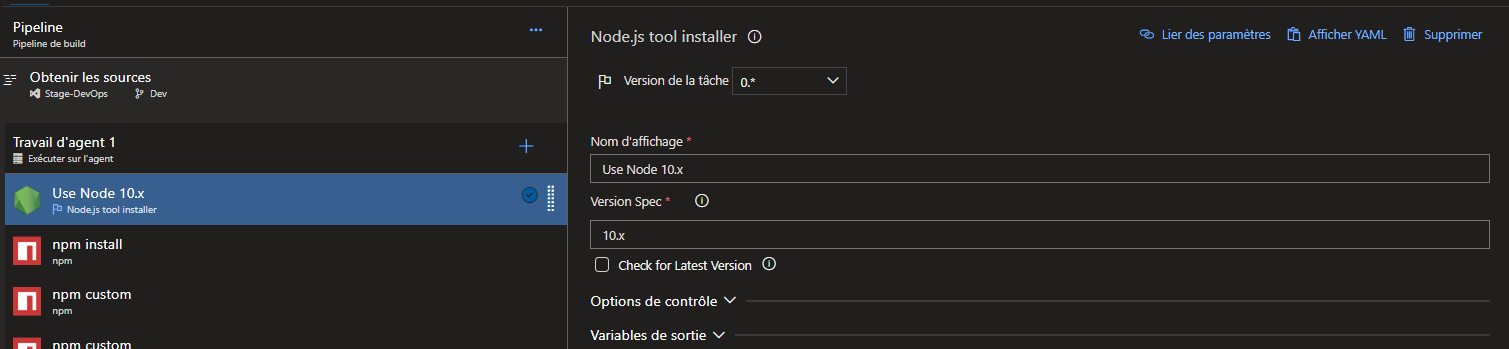 Pipeline
Pipeline de build
Obtenir les sources
Stage-DevOps
Dev
Travail d'agent 1
Exécuter sur l'agent
Use Node 10.x
Node.js tool installer
npm install
npm
npm custom
npm
npm custom
Node.js tool installer
Lier des paramètres
Afficher YAML
Supprimer
Version de la tâche
0.*
Nom d'affichage *
Use Node 10.x
Version Spec *
10.x
Check for Latest Version
Options de contrôle
Variables de sortie